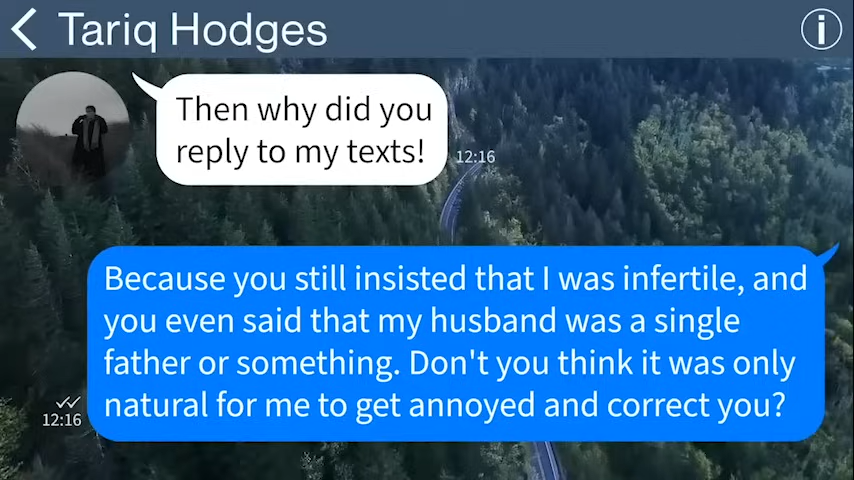 Tariq Hodges
Then why did you
reply to my texts!
12:16
Because you still insisted that I was infertile, and
you even said that my husband was a single
father or something. Don't you think it was only
natural for me to get annoyed and correct you?
12:16